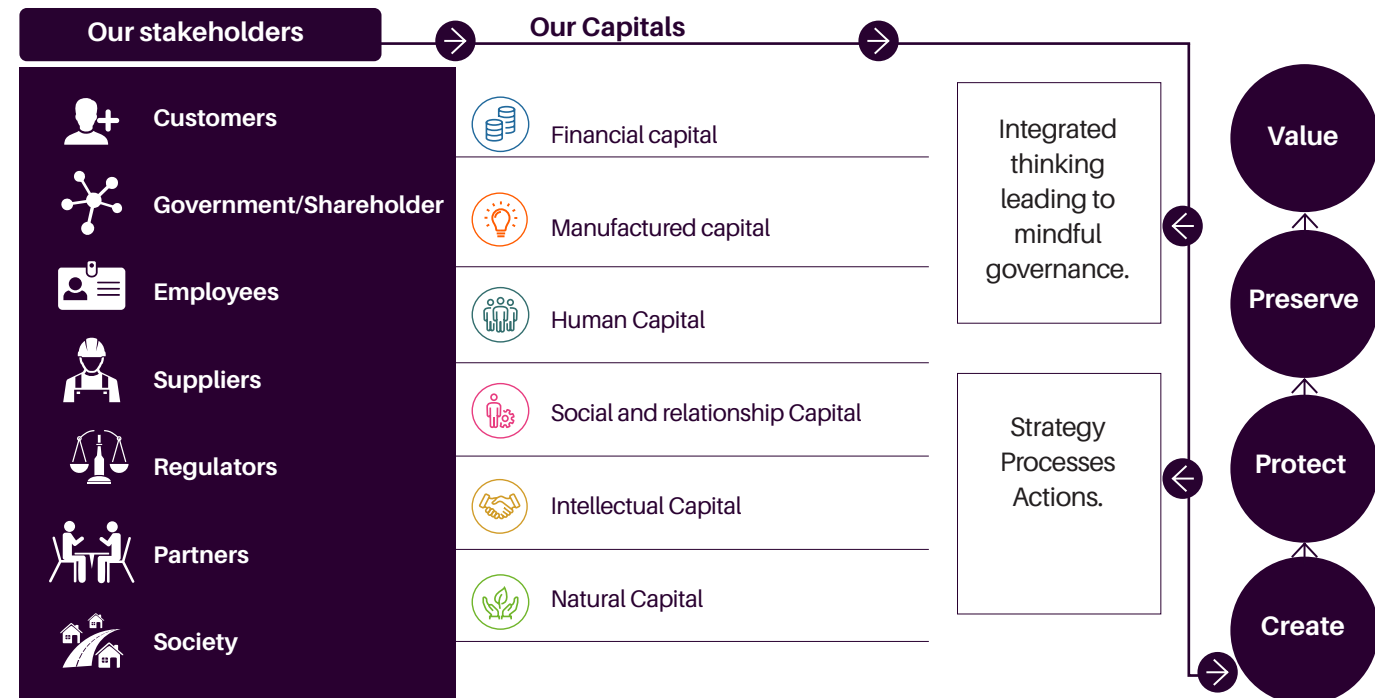 Our stakeholders
Customers
Government/Shareholder
Employees
Suppliers
Regulators
Partners
Society
Our Capitals
Financial capital
Manufactured capital
Human Capital
Social and relationship Capital
Intellectual Capital
Natural Capital
Integrated
thinking
leading to
mindful
governance.
Strategy
Processes
Actions.
Value
Preserve
Protect
Create